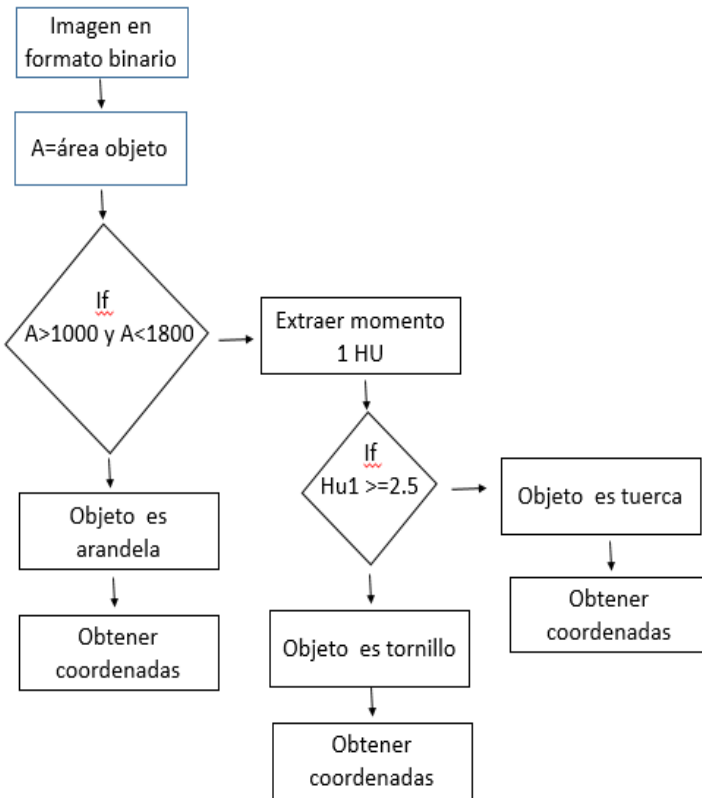 Imagen en
formato binario
A=área objeto
If
A>1000 y A<1800
Extraer momento
1 HU
If
Hu1 >=2.5
Objeto es tuerca
Obtener
coordenadas
Objeto es
arandela
Obtener
coordenadas
Objeto es tornillo
Obtener
coordenadas